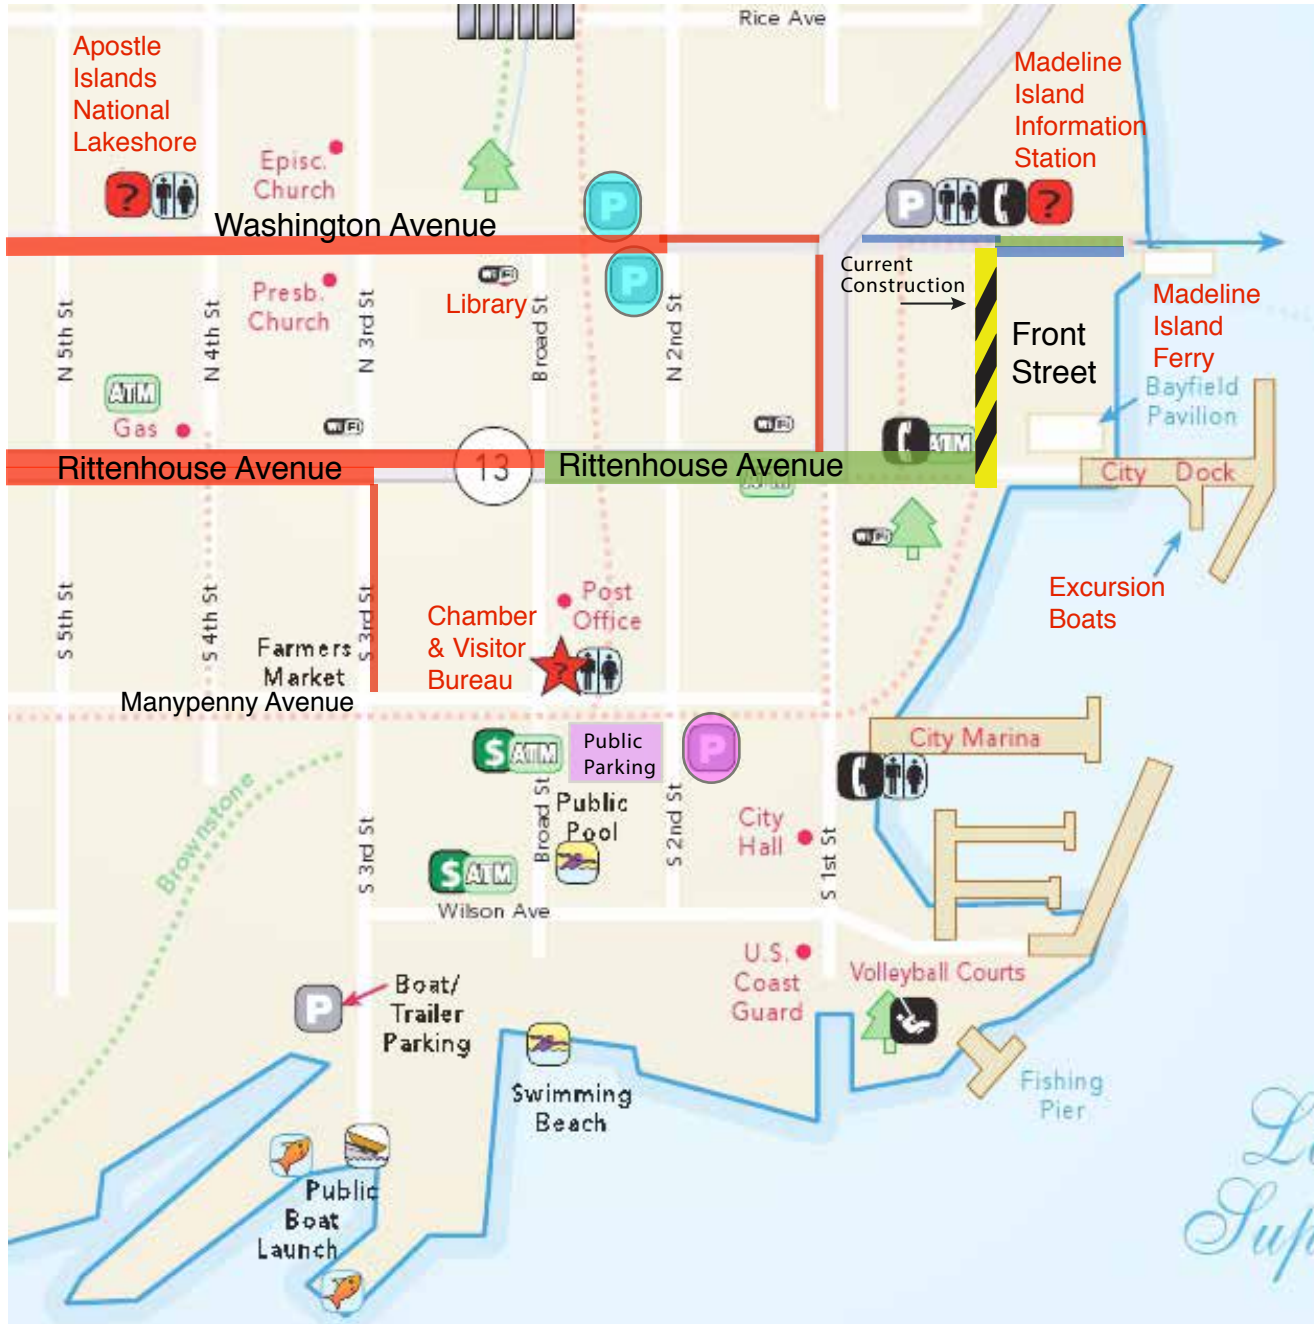 Rice Ave
Apostle
Islands
National
Lakeshore
Madeline
Island
Information
Station
Episc.
Church
?
P
P
?
Washington Avenue
P
Current
Construction
Presb.
Church
WiFi
Library
Madeline
Island
Ferry
N 5th St
N 4th St
N 3rd St
Broad St
N 2nd St
Front
Street
Bayfield
Pavilion
ATM
Gas
WiFi
WiFi
ATM
Rittenhouse Avenue
13
Rittenhouse Avenue
City Dock
WiFi
Excursion
Boats
S 5th St
S 4th St
S 3rd St
Post
Office
Farmers
Market
Chamber
& Visitor
Bureau
?
Manypenny Avenue
$ ATM
Public
Parking
P
City Marina
Brownstone
Broad St
Public
Pool
S 2nd St
City
Hall
S 1st St
S 3rd St
$ ATM
Wilson Ave
U.S.
Coast
Guard
Volleyball Courts
P
Boat/
Trailer
Parking
Swimming
Beach
Fishing
Pier
Public
Boat
Launch